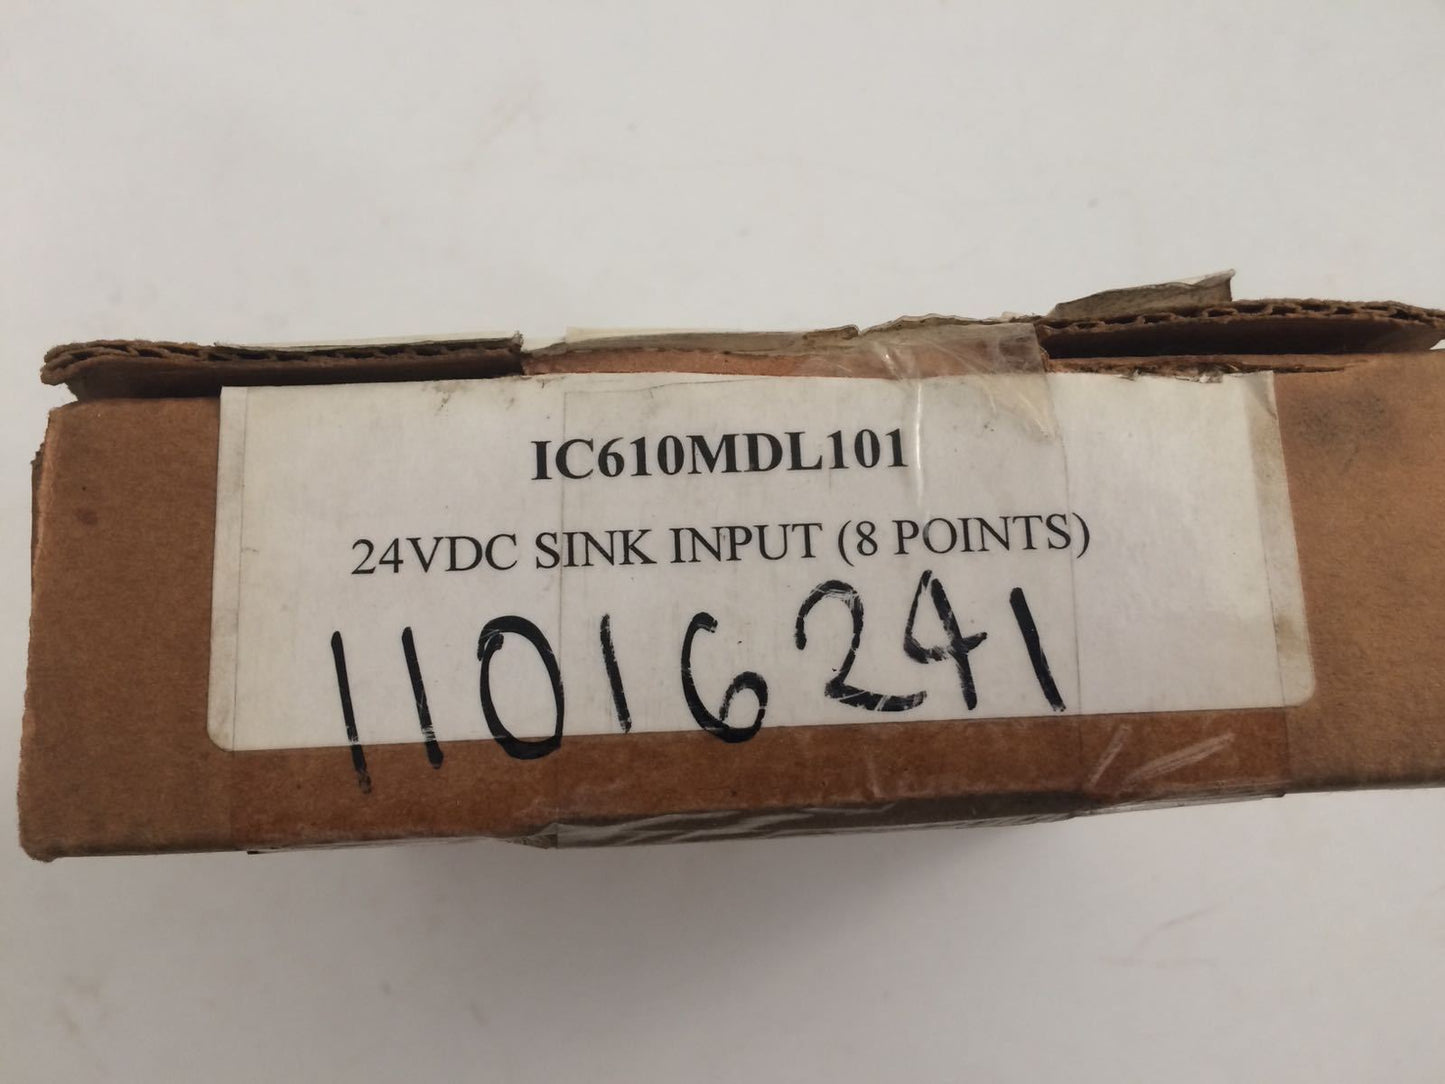 IC610MDL101
24VDC SINK INPUT (8 POINTS)
11016241